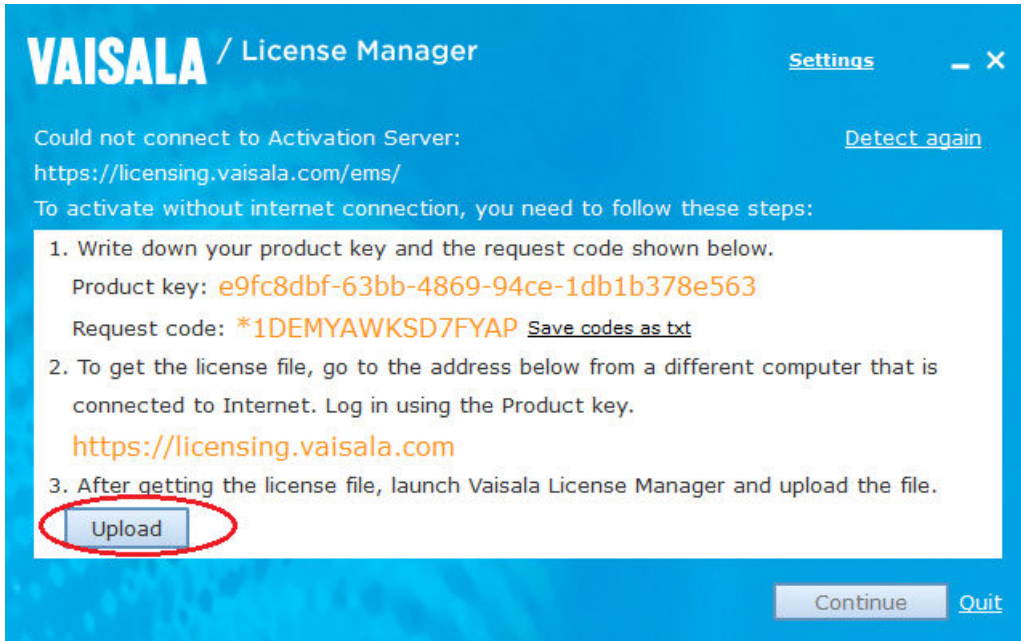 VAISALA / License Manager
Settings
Could not connect to Activation Server:
Detect again
https://licensing.vaisala.com/ems/
To activate without internet connection, you need to follow these steps:
1. Write down your product key and the request code shown below.
Product key: e9fc8dbf-63bb-4869-94ce-1db1b378e563
Request code: *1DEMYAWKSD7FYAP Save codes as txt
2. To get the license file, go to the address below from a different computer that is
connected to Internet. Log in using the Product key.
https://licensing.vaisala.com
3. After getting the license file, launch Vaisala License Manager and upload the file.
Upload
Continue
Quit